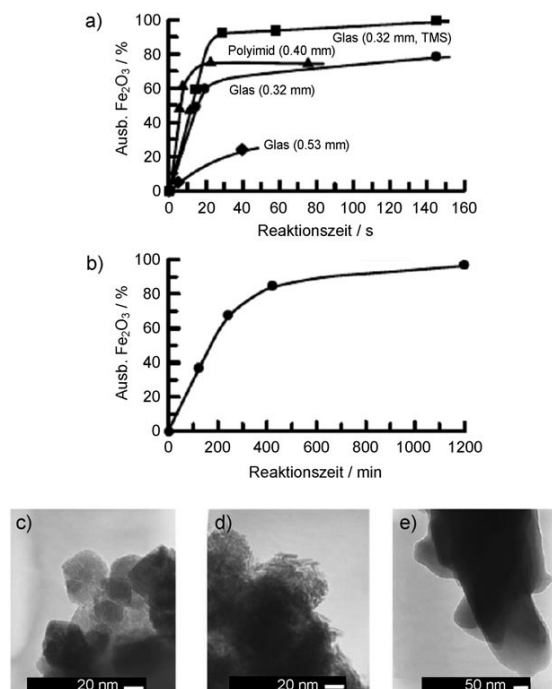 a)
100
80
60
40
20
0
Ausb. Fe₂O₃ / %
Glas (0.32 mm, TMS)
Polyimid (0.40 mm)
Glas (0.32 mm)
Glas (0.53 mm)
0 20 40 60 80 100 120 140 160
Reaktionszeit / s
b)
100
80
60
40
20
0
Ausb. Fe₂O₃ / %
0 200 400 600 800 1000 1200
Reaktionszeit / min
c) d) e)
20 nm 20 nm 50 nm